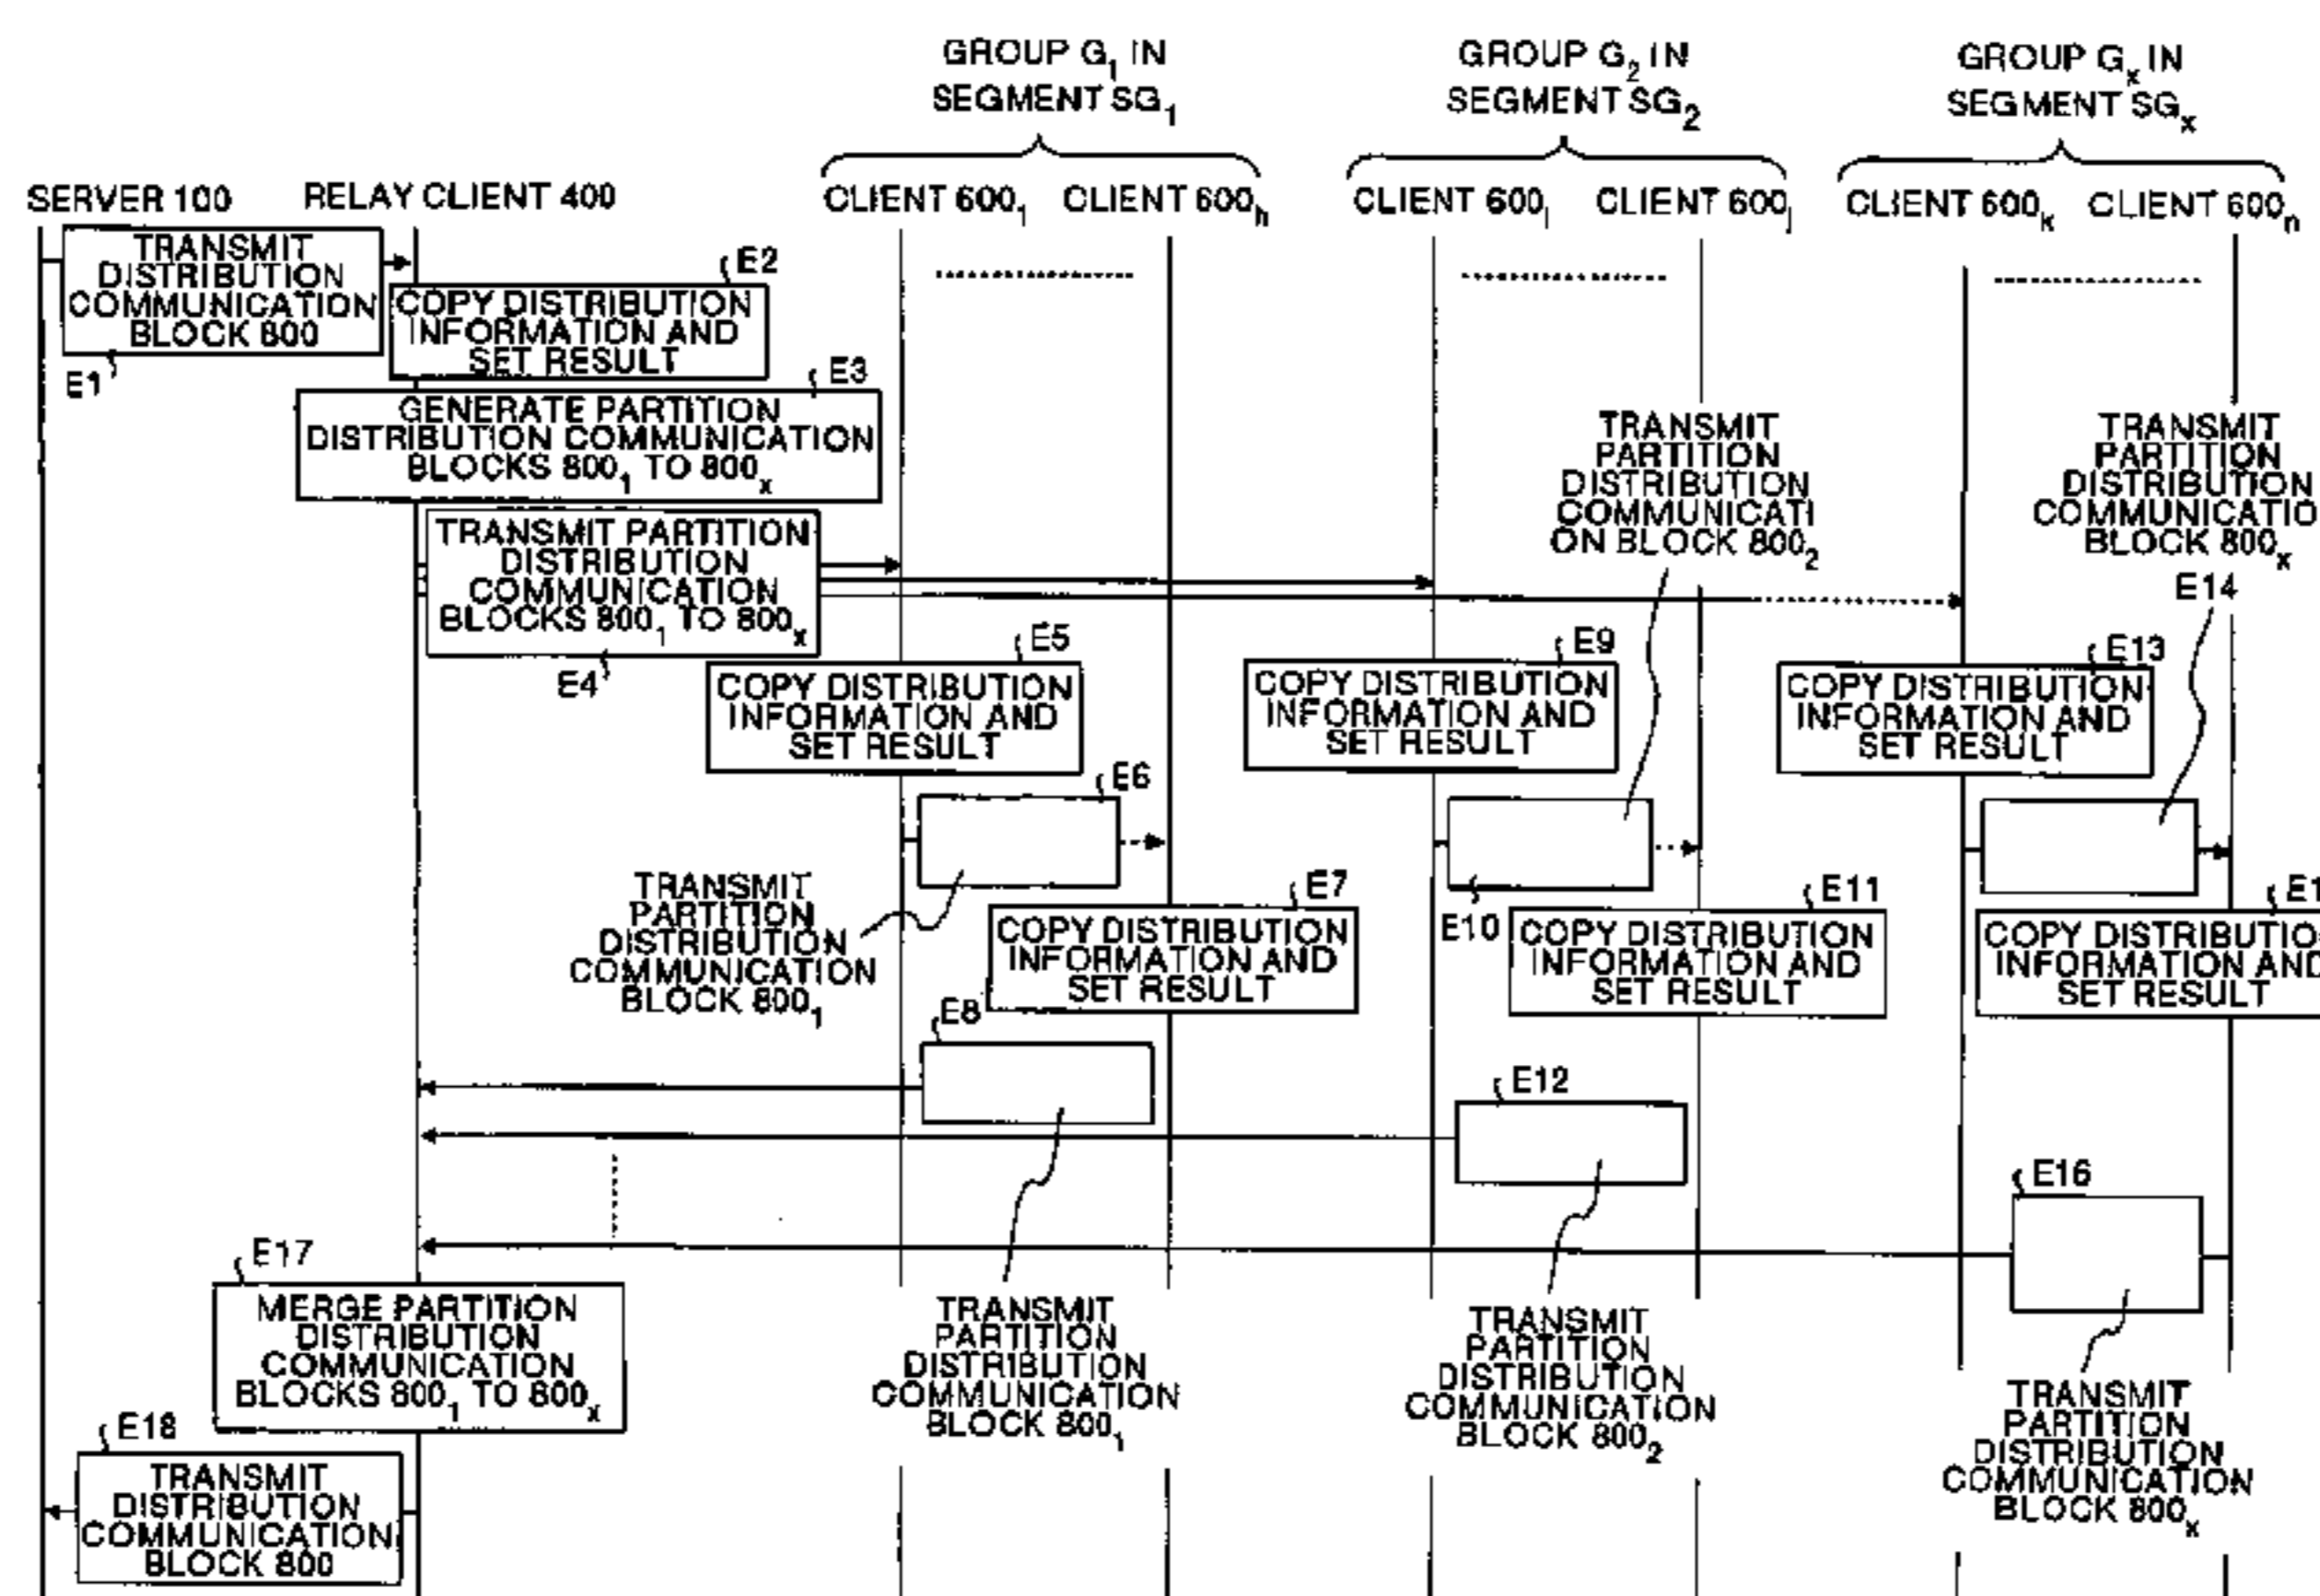 GROUP G₁ IN
SEGMENT SG₁
GROUP G₂ IN
SEGMENT SG₂
GROUP Gₓ IN
SEGMENT SGₓ
SERVER 100
RELAY CLIENT 400
CLIENT 600₁
CLIENT 600ₕ
CLIENT 600ᵢ
CLIENT 600ⱼ
CLIENT 600ₖ
CLIENT 600ₙ
TRANSMIT
DISTRIBUTION
COMMUNICATION
BLOCK 800
E1
E2
COPY DISTRIBUTION
INFORMATION AND
SET RESULT
E3
GENERATE PARTITION
DISTRIBUTION COMMUNICATION
BLOCKS 800₁ TO 800ₓ
TRANSMIT PARTITION
DISTRIBUTION
COMMUNICATION
BLOCKS 800₁ TO 800ₓ
E4
TRANSMIT
PARTITION
DISTRIBUTION
COMMUNICATI
ON BLOCK 800₂
TRANSMIT
PARTITION
DISTRIBUTION
COMMUNICATIO
BLOCK 800ₓ
E14
E5
COPY DISTRIBUTION
INFORMATION AND
SET RESULT
E9
COPY DISTRIBUTION
INFORMATION AND
SET RESULT
E13
COPY DISTRIBUTION
INFORMATION AND
SET RESULT
E6
TRANSMIT
PARTITION
DISTRIBUTION
COMMUNICATION
BLOCK 800₁
E7
COPY DISTRIBUTION
INFORMATION AND
SET RESULT
E10
E11
COPY DISTRIBUTION
INFORMATION AND
SET RESULT
E1
COPY DISTRIBUTIO
INFORMATION AND
SET RESULT
E8
E12
E16
TRANSMIT
PARTITION
DISTRIBUTION
COMMUNICATION
BLOCK 800₁
TRANSMIT
PARTITION
DISTRIBUTION
COMMUNICATION
BLOCK 800₂
TRANSMIT
PARTITION
DISTRIBUTION
COMMUNICATION
BLOCK 800ₓ
E17
MERGE PARTITION
DISTRIBUTION
COMMUNICATION
BLOCKS 800₁ TO 800ₓ
E18
TRANSMIT
DISTRIBUTION
COMMUNICATION
BLOCK 800